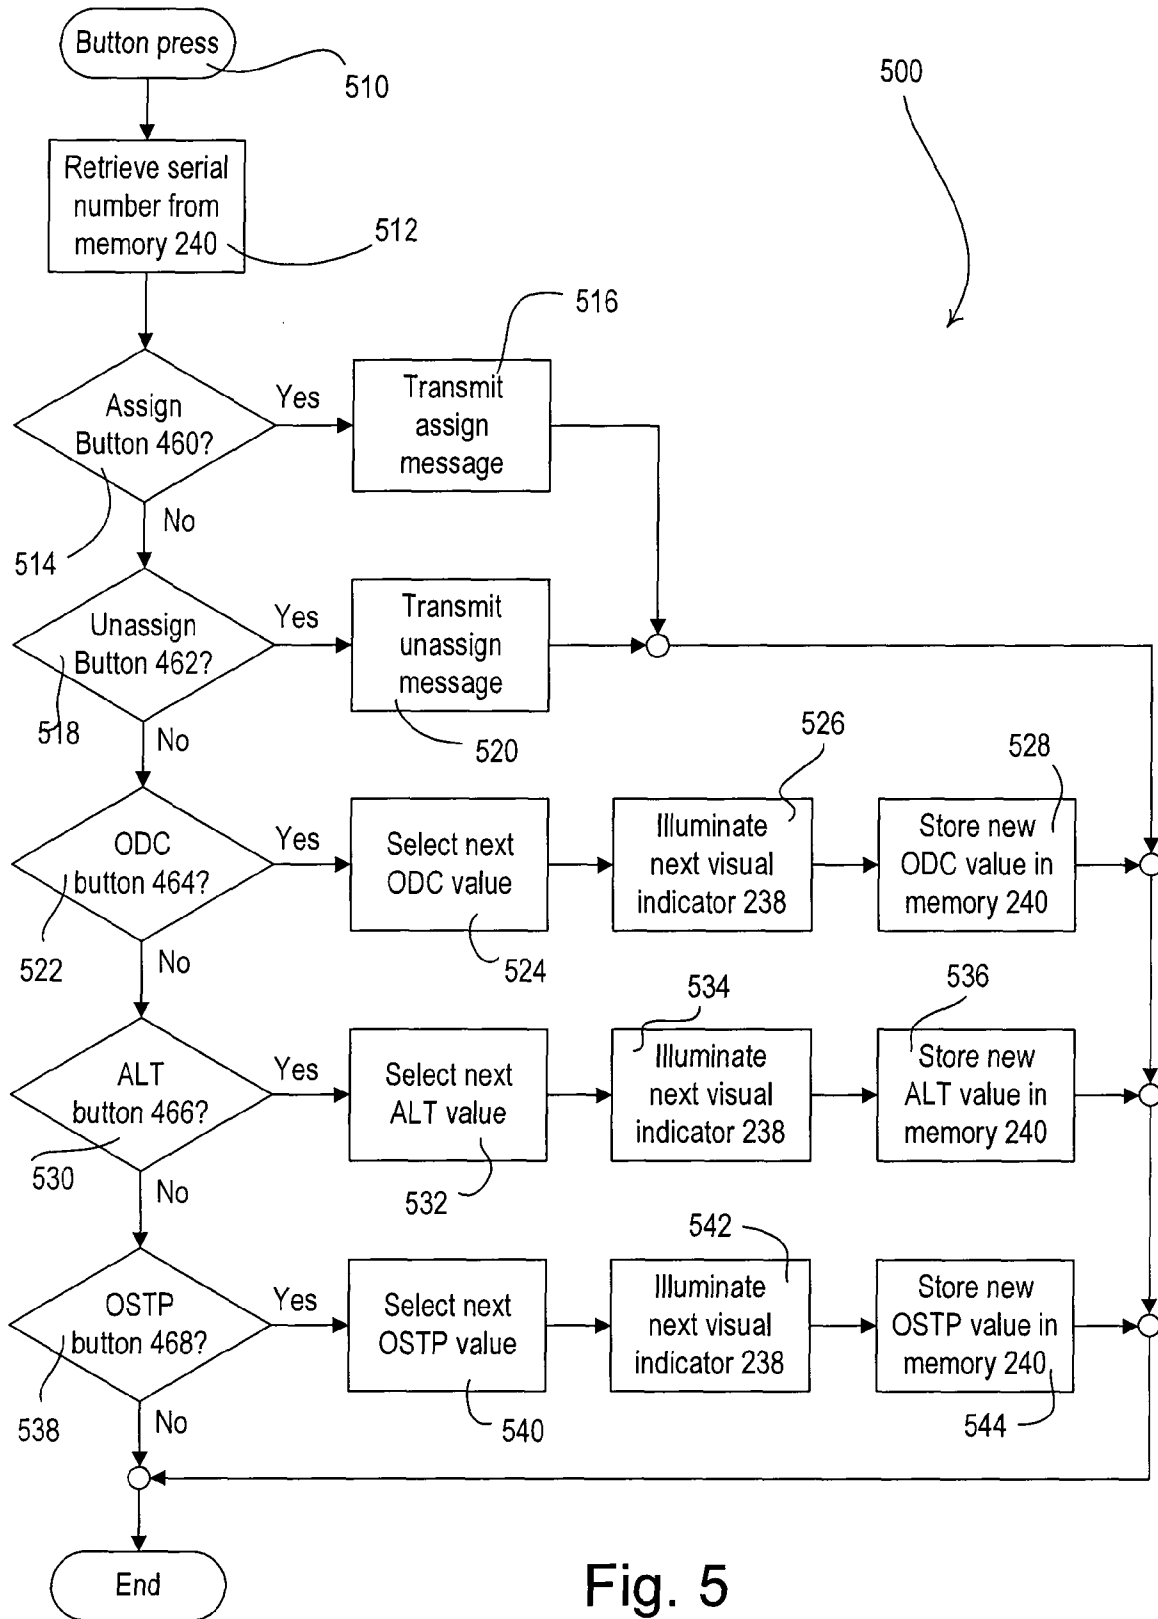 Button press
510
500
Retrieve serial
number from
memory 240
512
516
Assign
Button 460?
Yes
Transmit
assign
message
No
514
Unassign
Button 462?
Yes
Transmit
unassign
message
518
No
520
526
528
ODC
button 464?
Yes
Select next
ODC value
Illuminate
next visual
indicator 238
Store new
ODC value in
memory 240
522
No
524
534
536
ALT
button 466?
Yes
Select next
ALT value
Illuminate
next visual
indicator 238
Store new
ALT value in
memory 240
530
No
532
542
OSTP
button 468?
Yes
Select next
OSTP value
Illuminate
next visual
indicator 238
Store new
OSTP value in
memory 240
538
No
540
544
End
Fig. 5